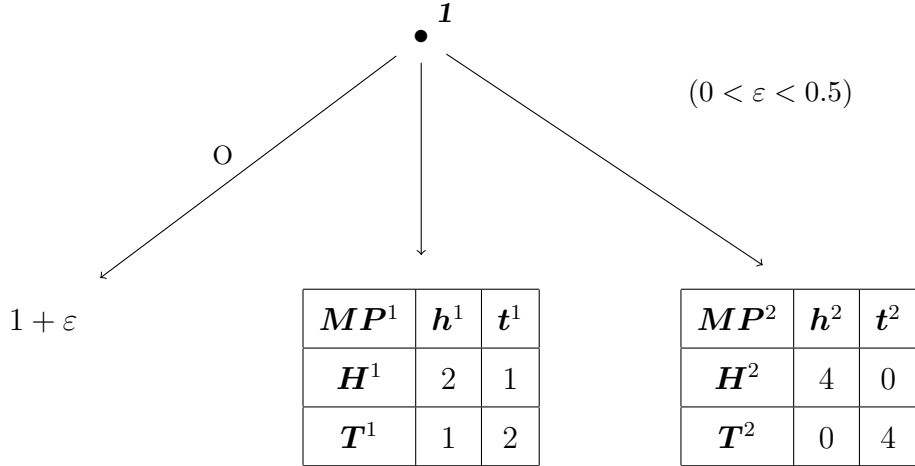 1
(0 < ε < 0.5)
O
1 + ε
MP¹ h¹ t¹
H¹ 2 1
T¹ 1 2
MP² h² t²
H² 4 0
T² 0 4